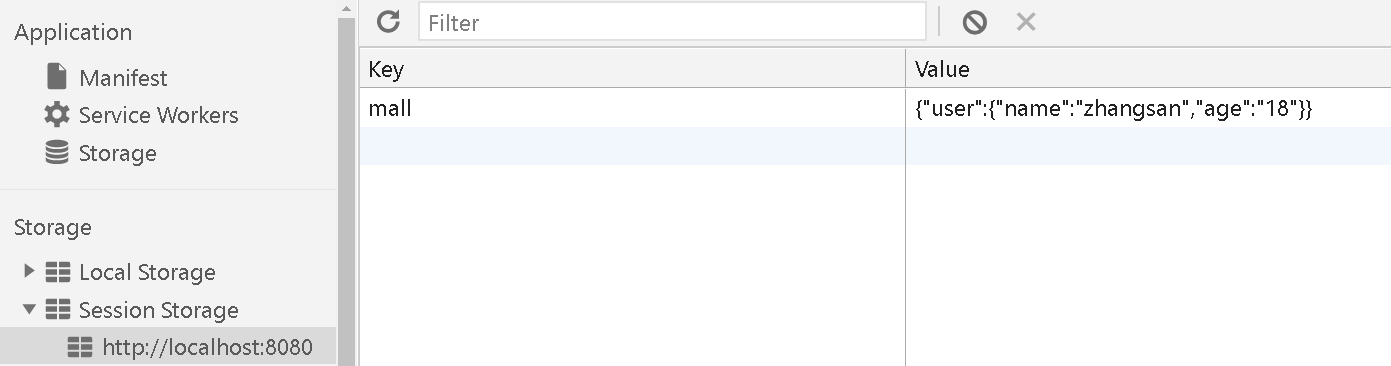 Application
Manifest
Service Workers
Storage
Storage
Local Storage
Session Storage
http://localhost:8080
Filter
Key Value
mall {"user":{"name":"zhangsan","age":"18"}}